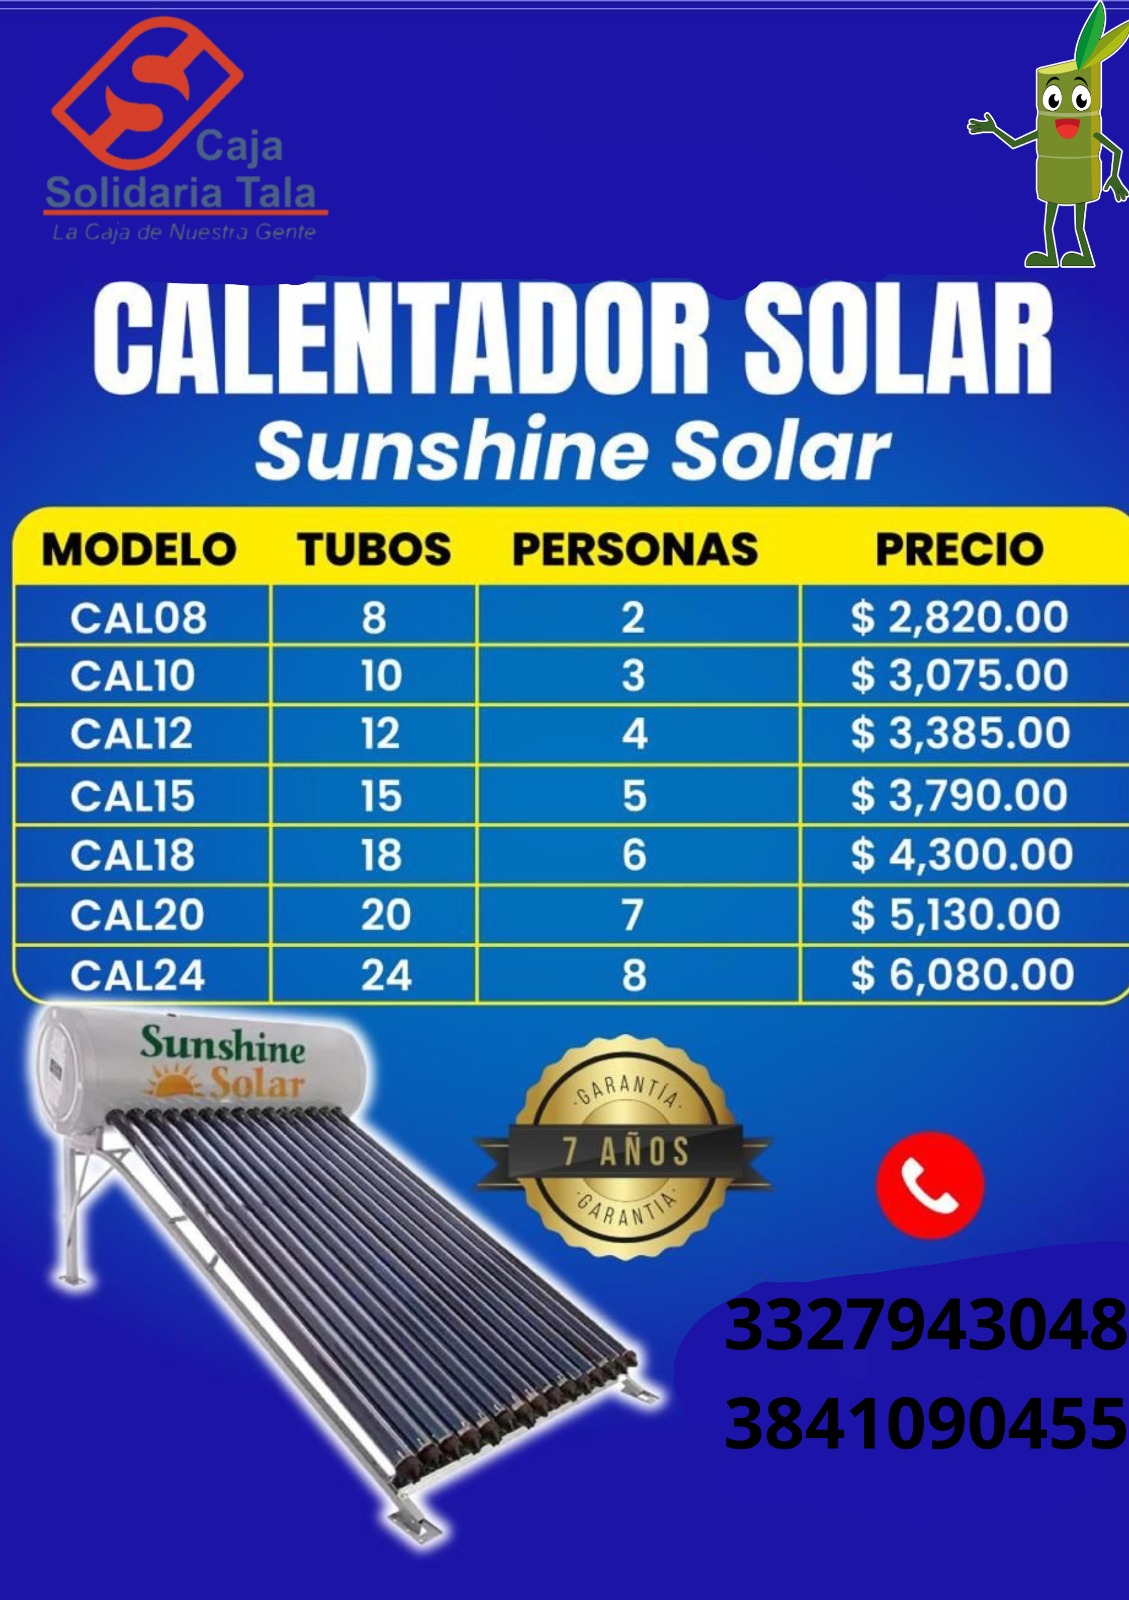 Caja
Solidaria Tala
La Caja de Nuestra Gente
CALENTADOR SOLAR
Sunshine Solar
MODELO TUBOS PERSONAS PRECIO
CAL08 8 2 $ 2,820.00
CAL10 10 3 $ 3,075.00
CAL12 12 4 $ 3,385.00
CAL15 15 5 $ 3,790.00
CAL18 18 6 $ 4,300.00
CAL20 20 7 $ 5,130.00
CAL24 24 8 $ 6,080.00
Sunshine
Solar
GARANTÍA
7 AÑOS
GARANTIA
3327943048
3841090455